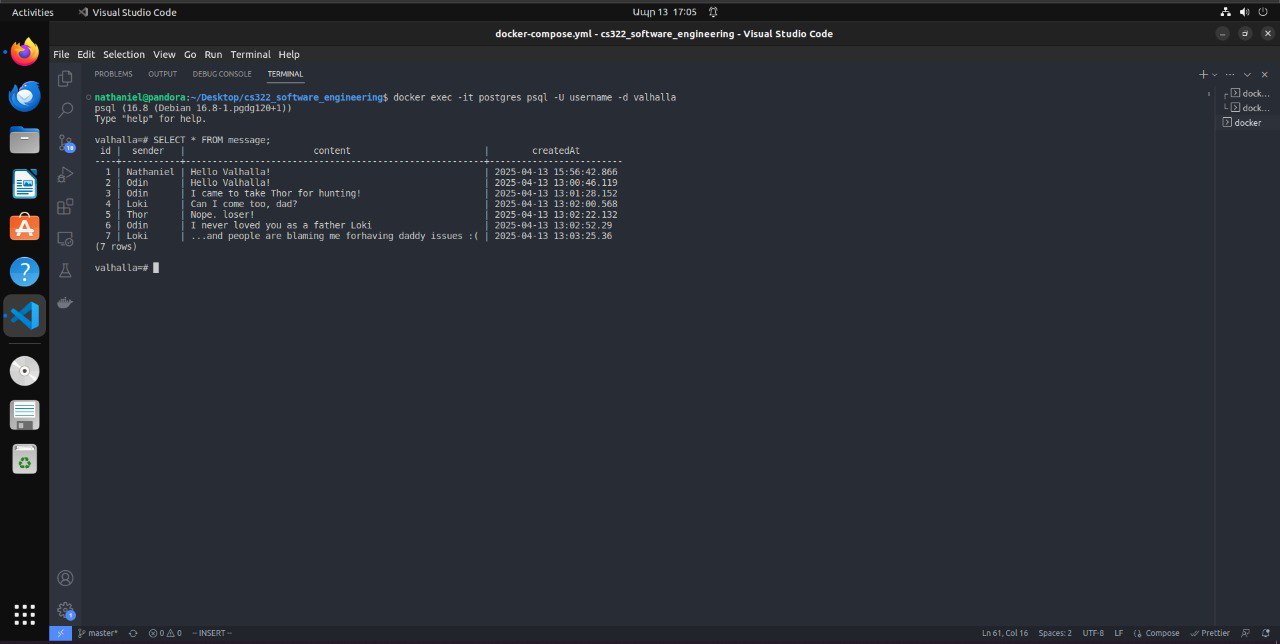 Activities
Visual Studio Code
Ապր 13 17:05
docker-compose.yml - cs322_software_engineering - Visual Studio Code
File Edit Selection View Go Run Terminal Help
PROBLEMS OUTPUT DEBUG CONSOLE TERMINAL
nathaniel@pandora:~/Desktop/cs322_software_engineering$ docker exec -it postgres psql -U username -d valhalla
psql (16.8 (Debian 16.8-1.pgdg120+1))
Type "help" for help.
valhalla=# SELECT * FROM message;
id | sender | content | createdAt
----+-----------+--------------------------------------------------------+-------------------------
1 | Nathaniel | Hello Valhalla! | 2025-04-13 15:56:42.866
2 | Odin | Hello Valhalla! | 2025-04-13 13:00:46.119
3 | Odin | I came to take Thor for hunting! | 2025-04-13 13:01:28.152
4 | Loki | Can I come too, dad? | 2025-04-13 13:02:00.568
5 | Thor | Nope. loser! | 2025-04-13 13:02:22.132
6 | Odin | I never loved you as a father Loki | 2025-04-13 13:02:52.29
7 | Loki | ...and people are blaming me forhaving daddy issues :( | 2025-04-13 13:03:25.36
(7 rows)
valhalla=#
dock...
dock...
docker
master* 0 0 -- INSERT -- Ln 61, Col 16 Spaces: 2 UTF-8 LF Compose Prettier